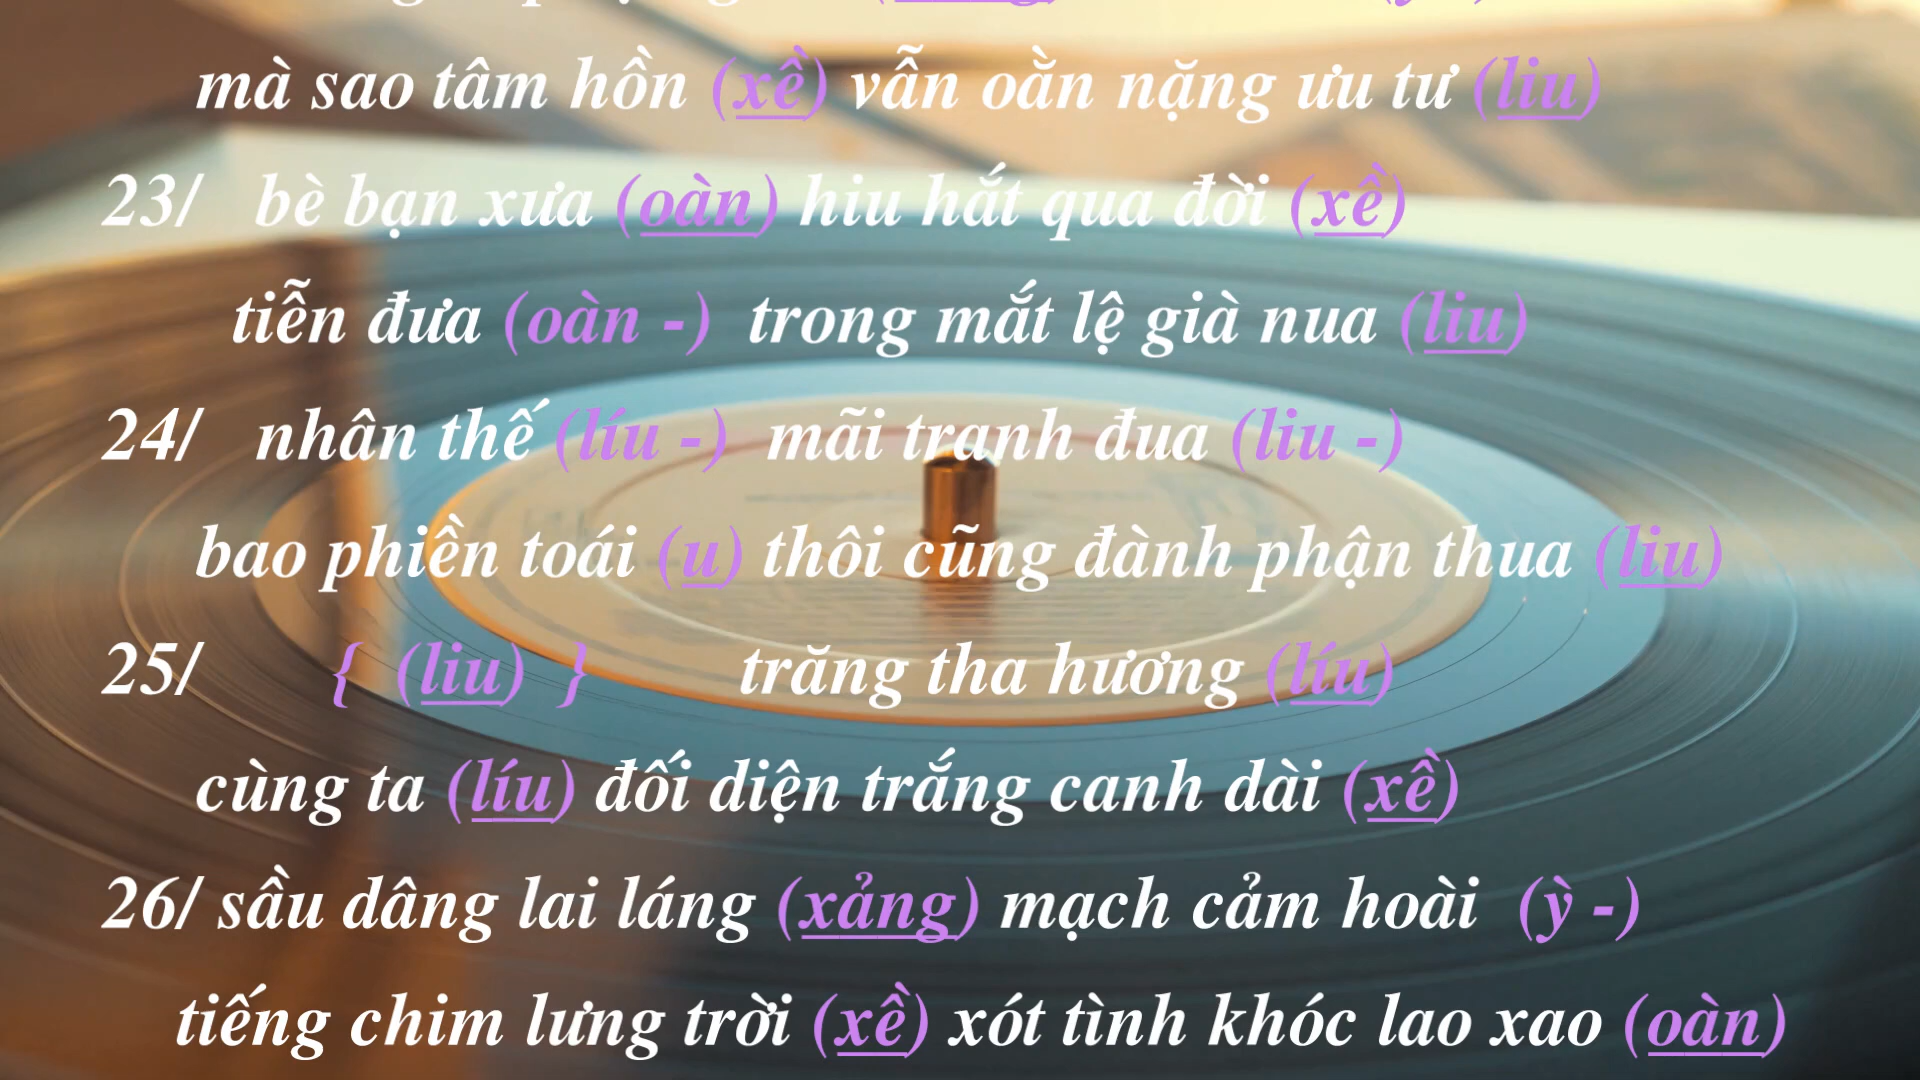 mà sao tâm hồn (xề) vẫn oằn nặng ưu tư (liu)
23/ bè bạn xưa (oàn) hiu hắt qua đời (xề)
tiễn đưa (oàn -) trong mắt lệ già nua (liu)
24/ nhân thế (líu -) mãi tranh đua (liu -)
bao phiền toái (u) thôi cũng đành phận thua (liu)
25/ { (liu) } trăng tha hương (líu)
cùng ta (líu) đối diện trắng canh dài (xề)
26/ sầu dâng lai láng (xảng) mạch cảm hoài (ỳ -)
tiếng chim lưng trời (xề) xót tình khóc lao xao (oàn)